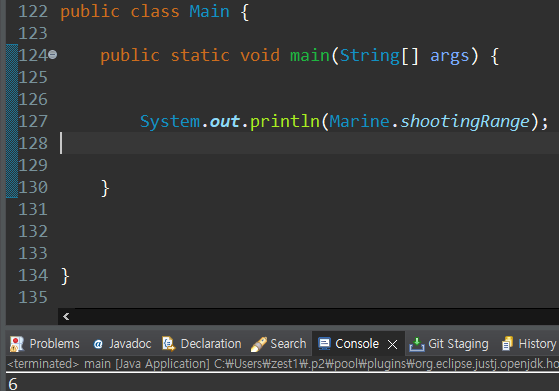 122 public class Main {
123
124 public static void main(String[] args) {
125
126
127 System.out.println(Marine.shootingRange);
128
129
130 }
131
132
133
134 }
135
Problems Javadoc Declaration Search Console Git Staging History
<terminated> main [Java Application] C:₩Users₩zest1₩.p2₩pool₩plugins₩org.eclipse.justj.openjdk.ho
6